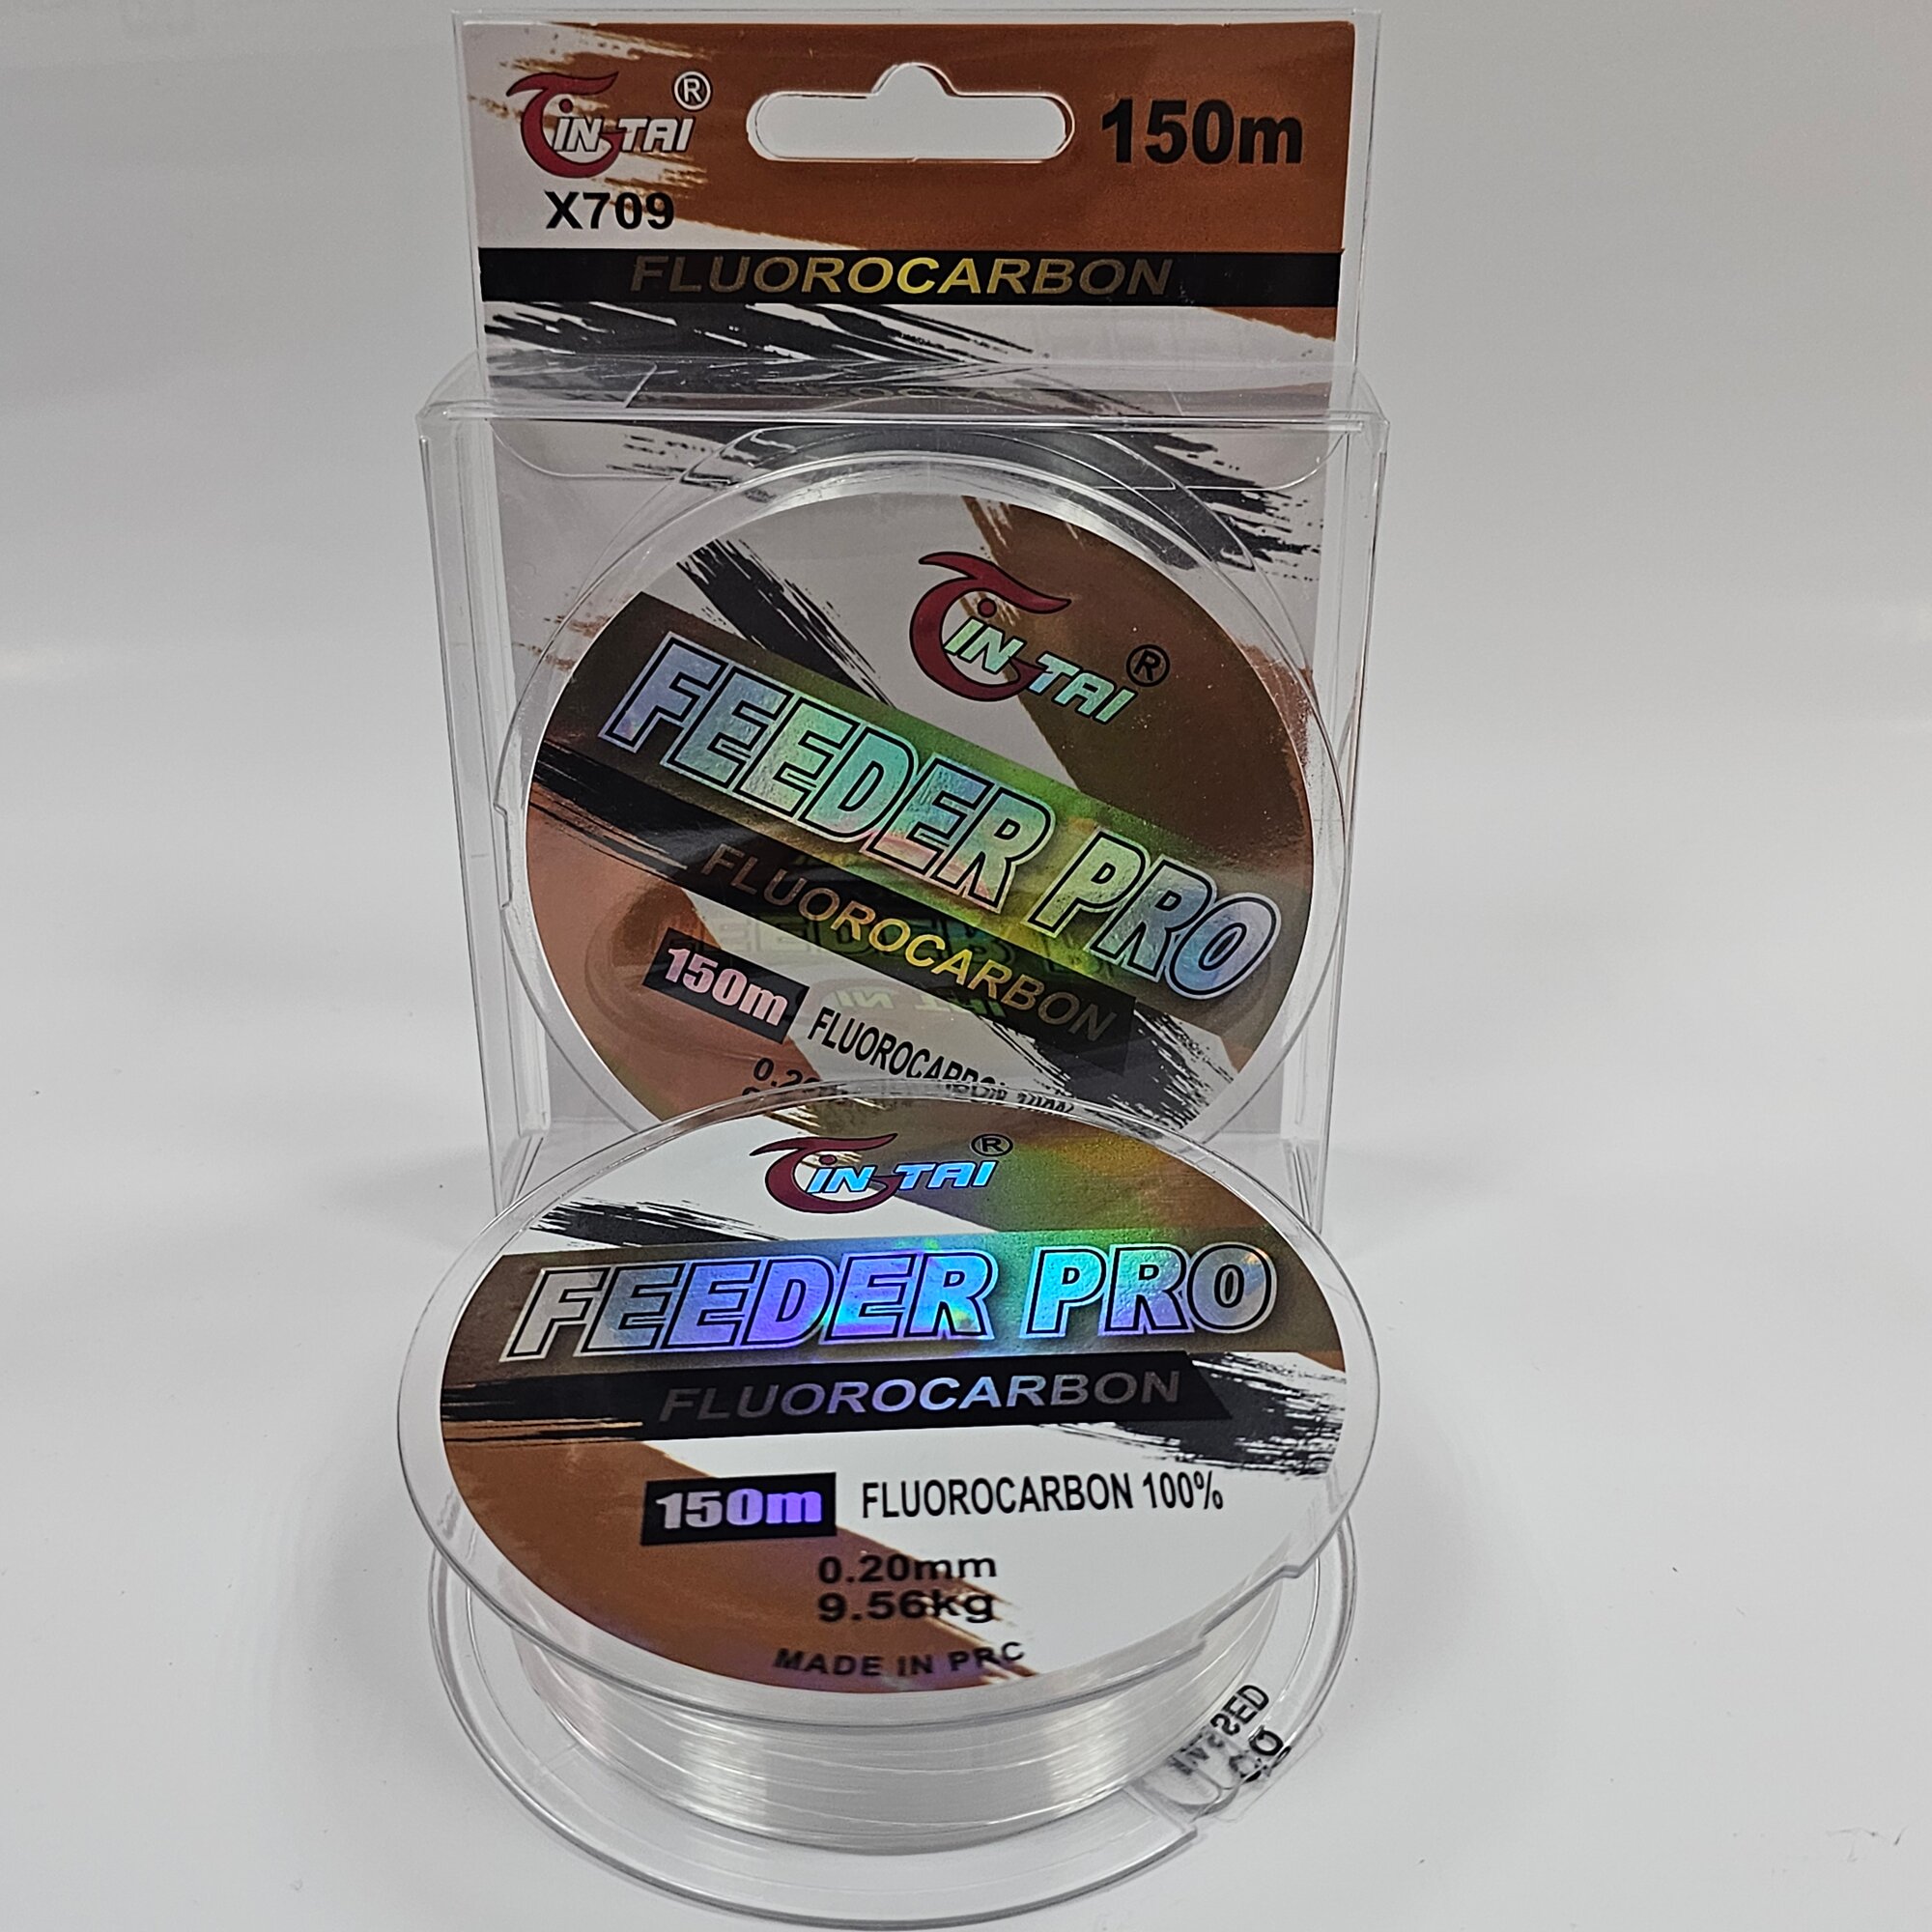 TIN TAI ®
150m
X709
FLUOROCARBON
TIN TAI ®
FEEDER PRO
FLUOROCARBON
150m
TIN TAI ®
FEEDER PRO
FLUOROCARBON
150m FLUOROCARBON 100%
0.20mm
9.56kg
MADE IN PRC